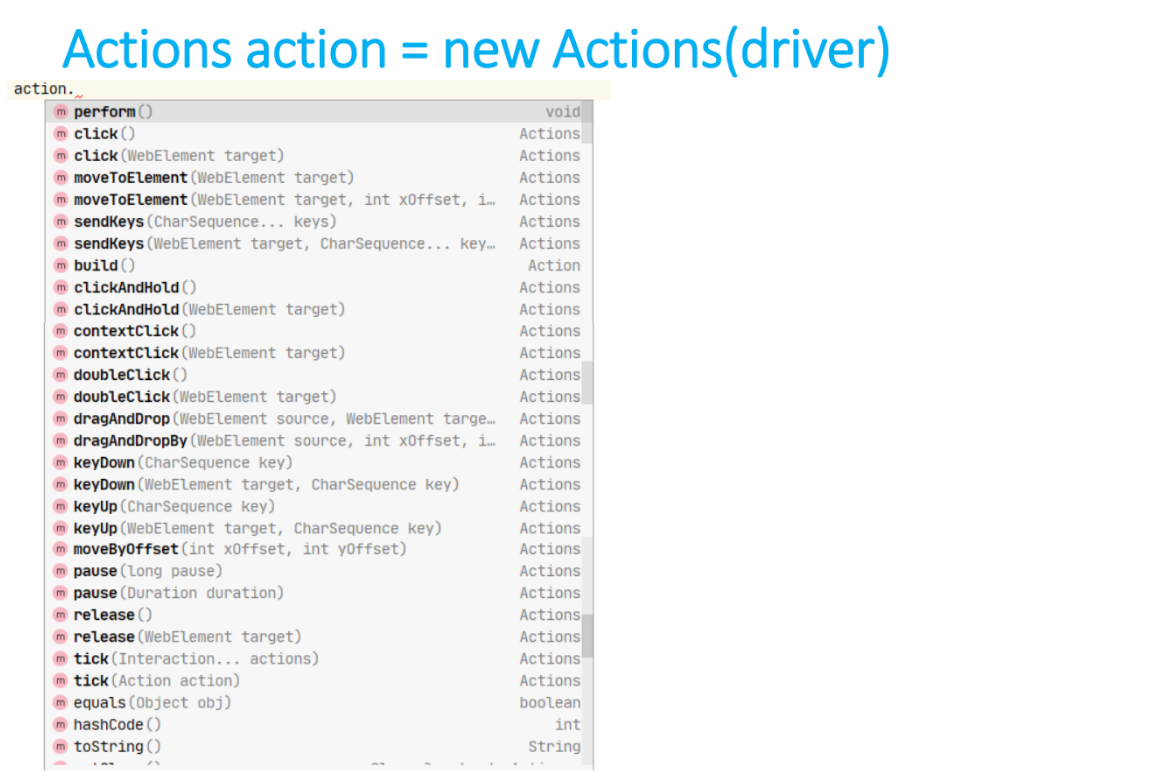 Actions action = new Actions(driver)
action.
m perform() void
m click() Actions
m click(WebElement target) Actions
m moveToElement(WebElement target) Actions
m moveToElement(WebElement target, int xOffset, i… Actions
m sendKeys(CharSequence... keys) Actions
m sendKeys(WebElement target, CharSequence... key… Actions
m build() Action
m clickAndHold() Actions
m clickAndHold(WebElement target) Actions
m contextClick() Actions
m contextClick(WebElement target) Actions
m doubleClick() Actions
m doubleClick(WebElement target) Actions
m dragAndDrop(WebElement source, WebElement targe… Actions
m dragAndDropBy(WebElement source, int xOffset, i… Actions
m keyDown(CharSequence key) Actions
m keyDown(WebElement target, CharSequence key) Actions
m keyUp(CharSequence key) Actions
m keyUp(WebElement target, CharSequence key) Actions
m moveByOffset(int xOffset, int yOffset) Actions
m pause(long pause) Actions
m pause(Duration duration) Actions
m release() Actions
m release(WebElement target) Actions
m tick(Interaction... actions) Actions
m tick(Action action) Actions
m equals(Object obj) boolean
m hashCode() int
m toString() String